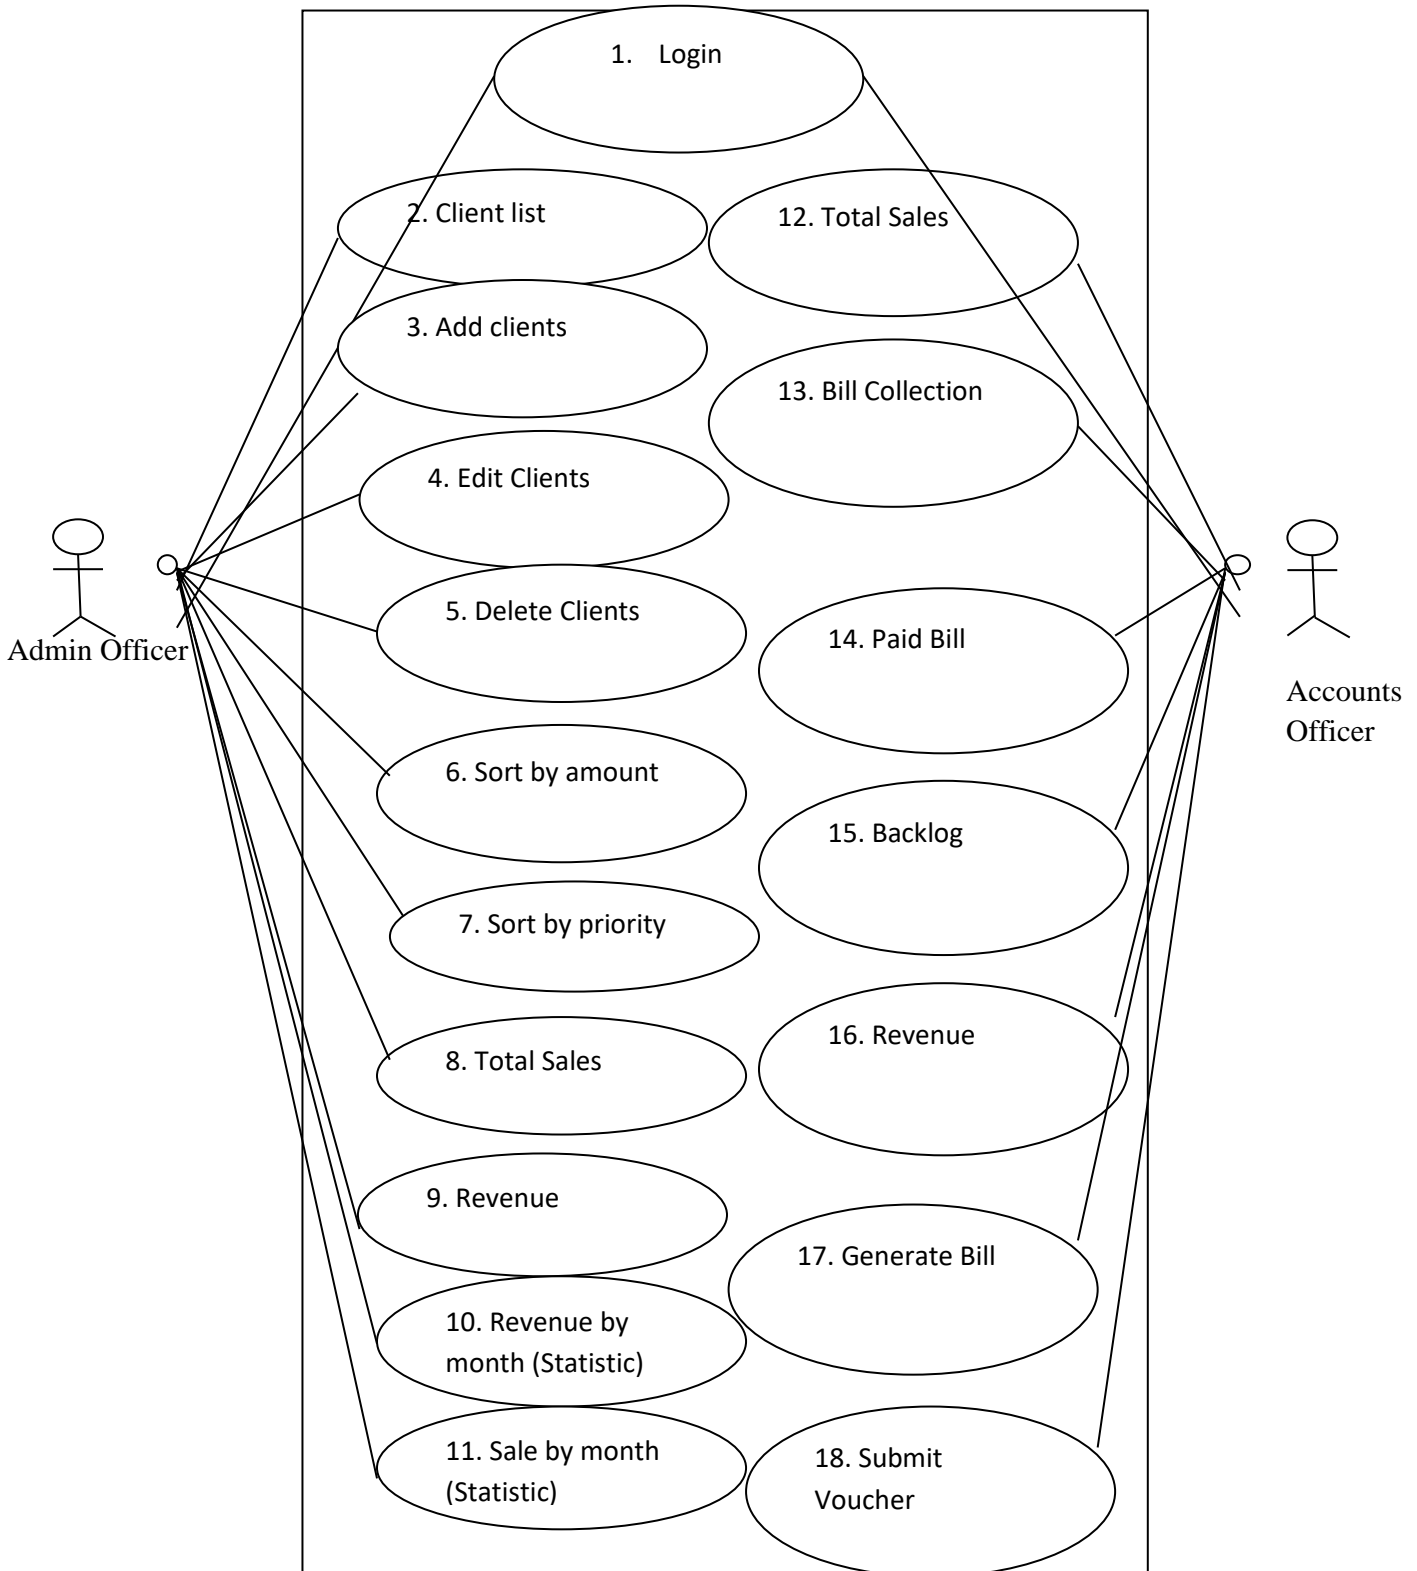 1. Login
2. Client list
3. Add clients
4. Edit Clients
5. Delete Clients
6. Sort by amount
7. Sort by priority
8. Total Sales
9. Revenue
10. Revenue by
month (Statistic)
11. Sale by month
(Statistic)
12. Total Sales
13. Bill Collection
14. Paid Bill
15. Backlog
16. Revenue
17. Generate Bill
18. Submit
Voucher
Admin Officer
Accounts
Officer